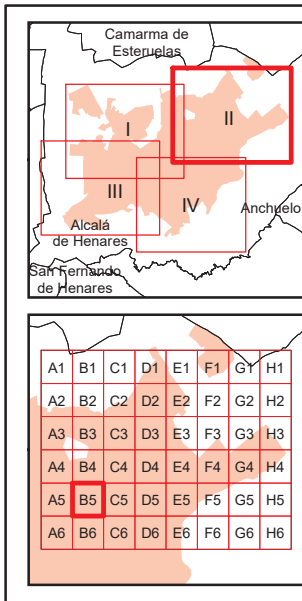 Camarma de
Esteruelas
I
II
III
IV
Anchuelo
Alcalá
de Henares
San Fernando
de Henares
A1 B1 C1 D1 E1 F1 G1 H1
A2 B2 C2 D2 E2 F2 G2 H2
A3 B3 C3 D3 E3 F3 G3 H3
A4 B4 C4 D4 E4 F4 G4 H4
A5 B5 C5 D5 E5 F5 G5 H5
A6 B6 C6 D6 E6 F6 G6 H6